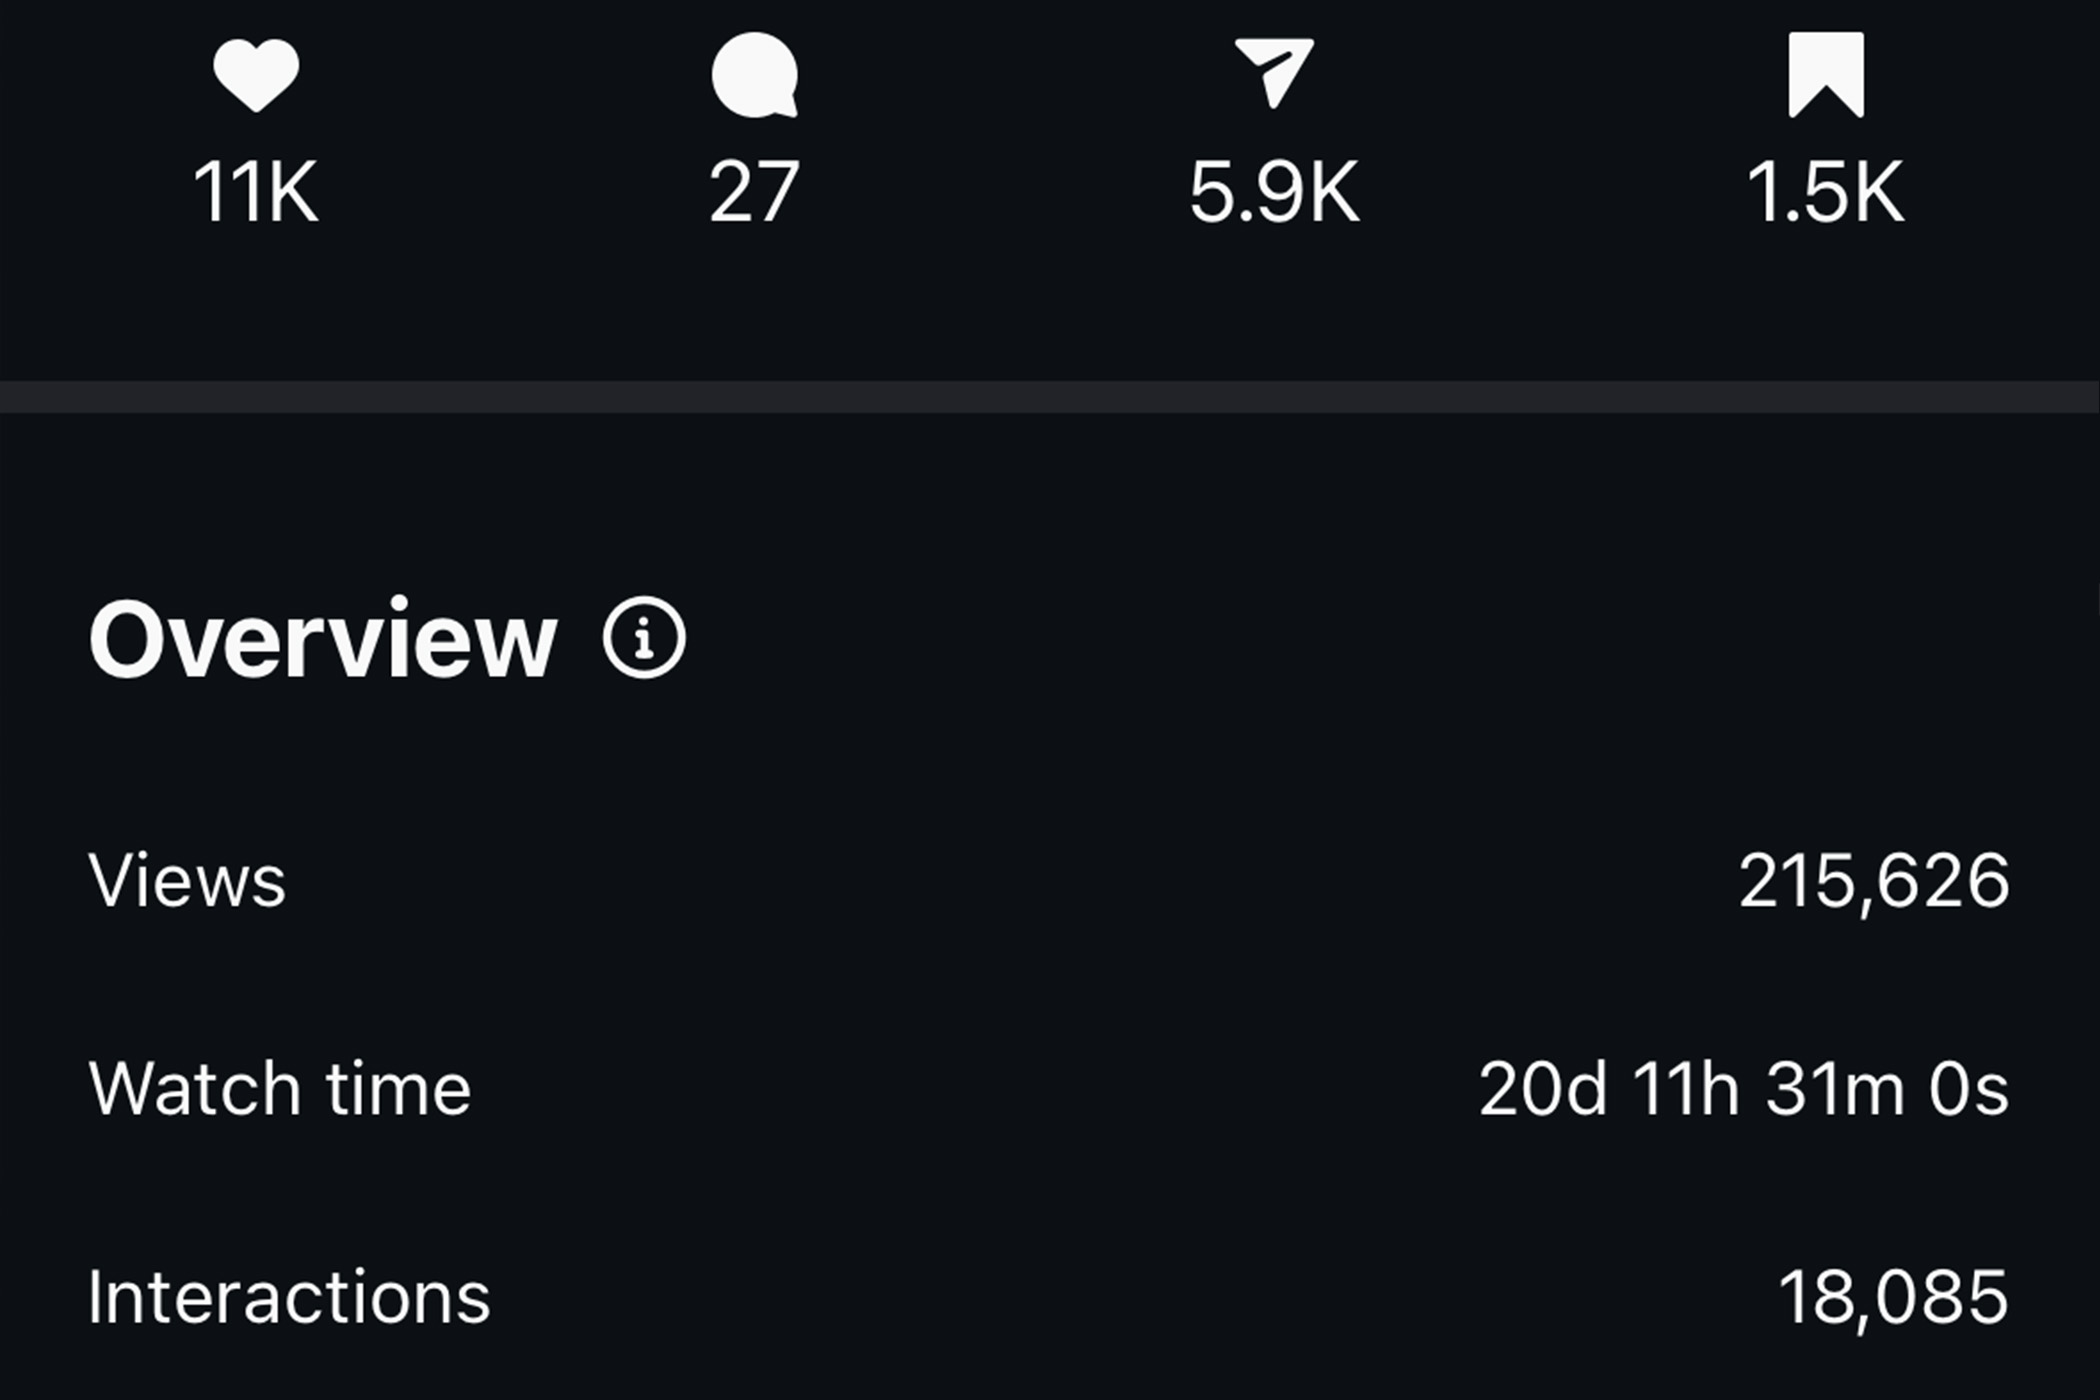 11K 27 5.9K 1.5K
Overview
Views 215,626
Watch time 20d 11h 31m 0s
Interactions 18,085